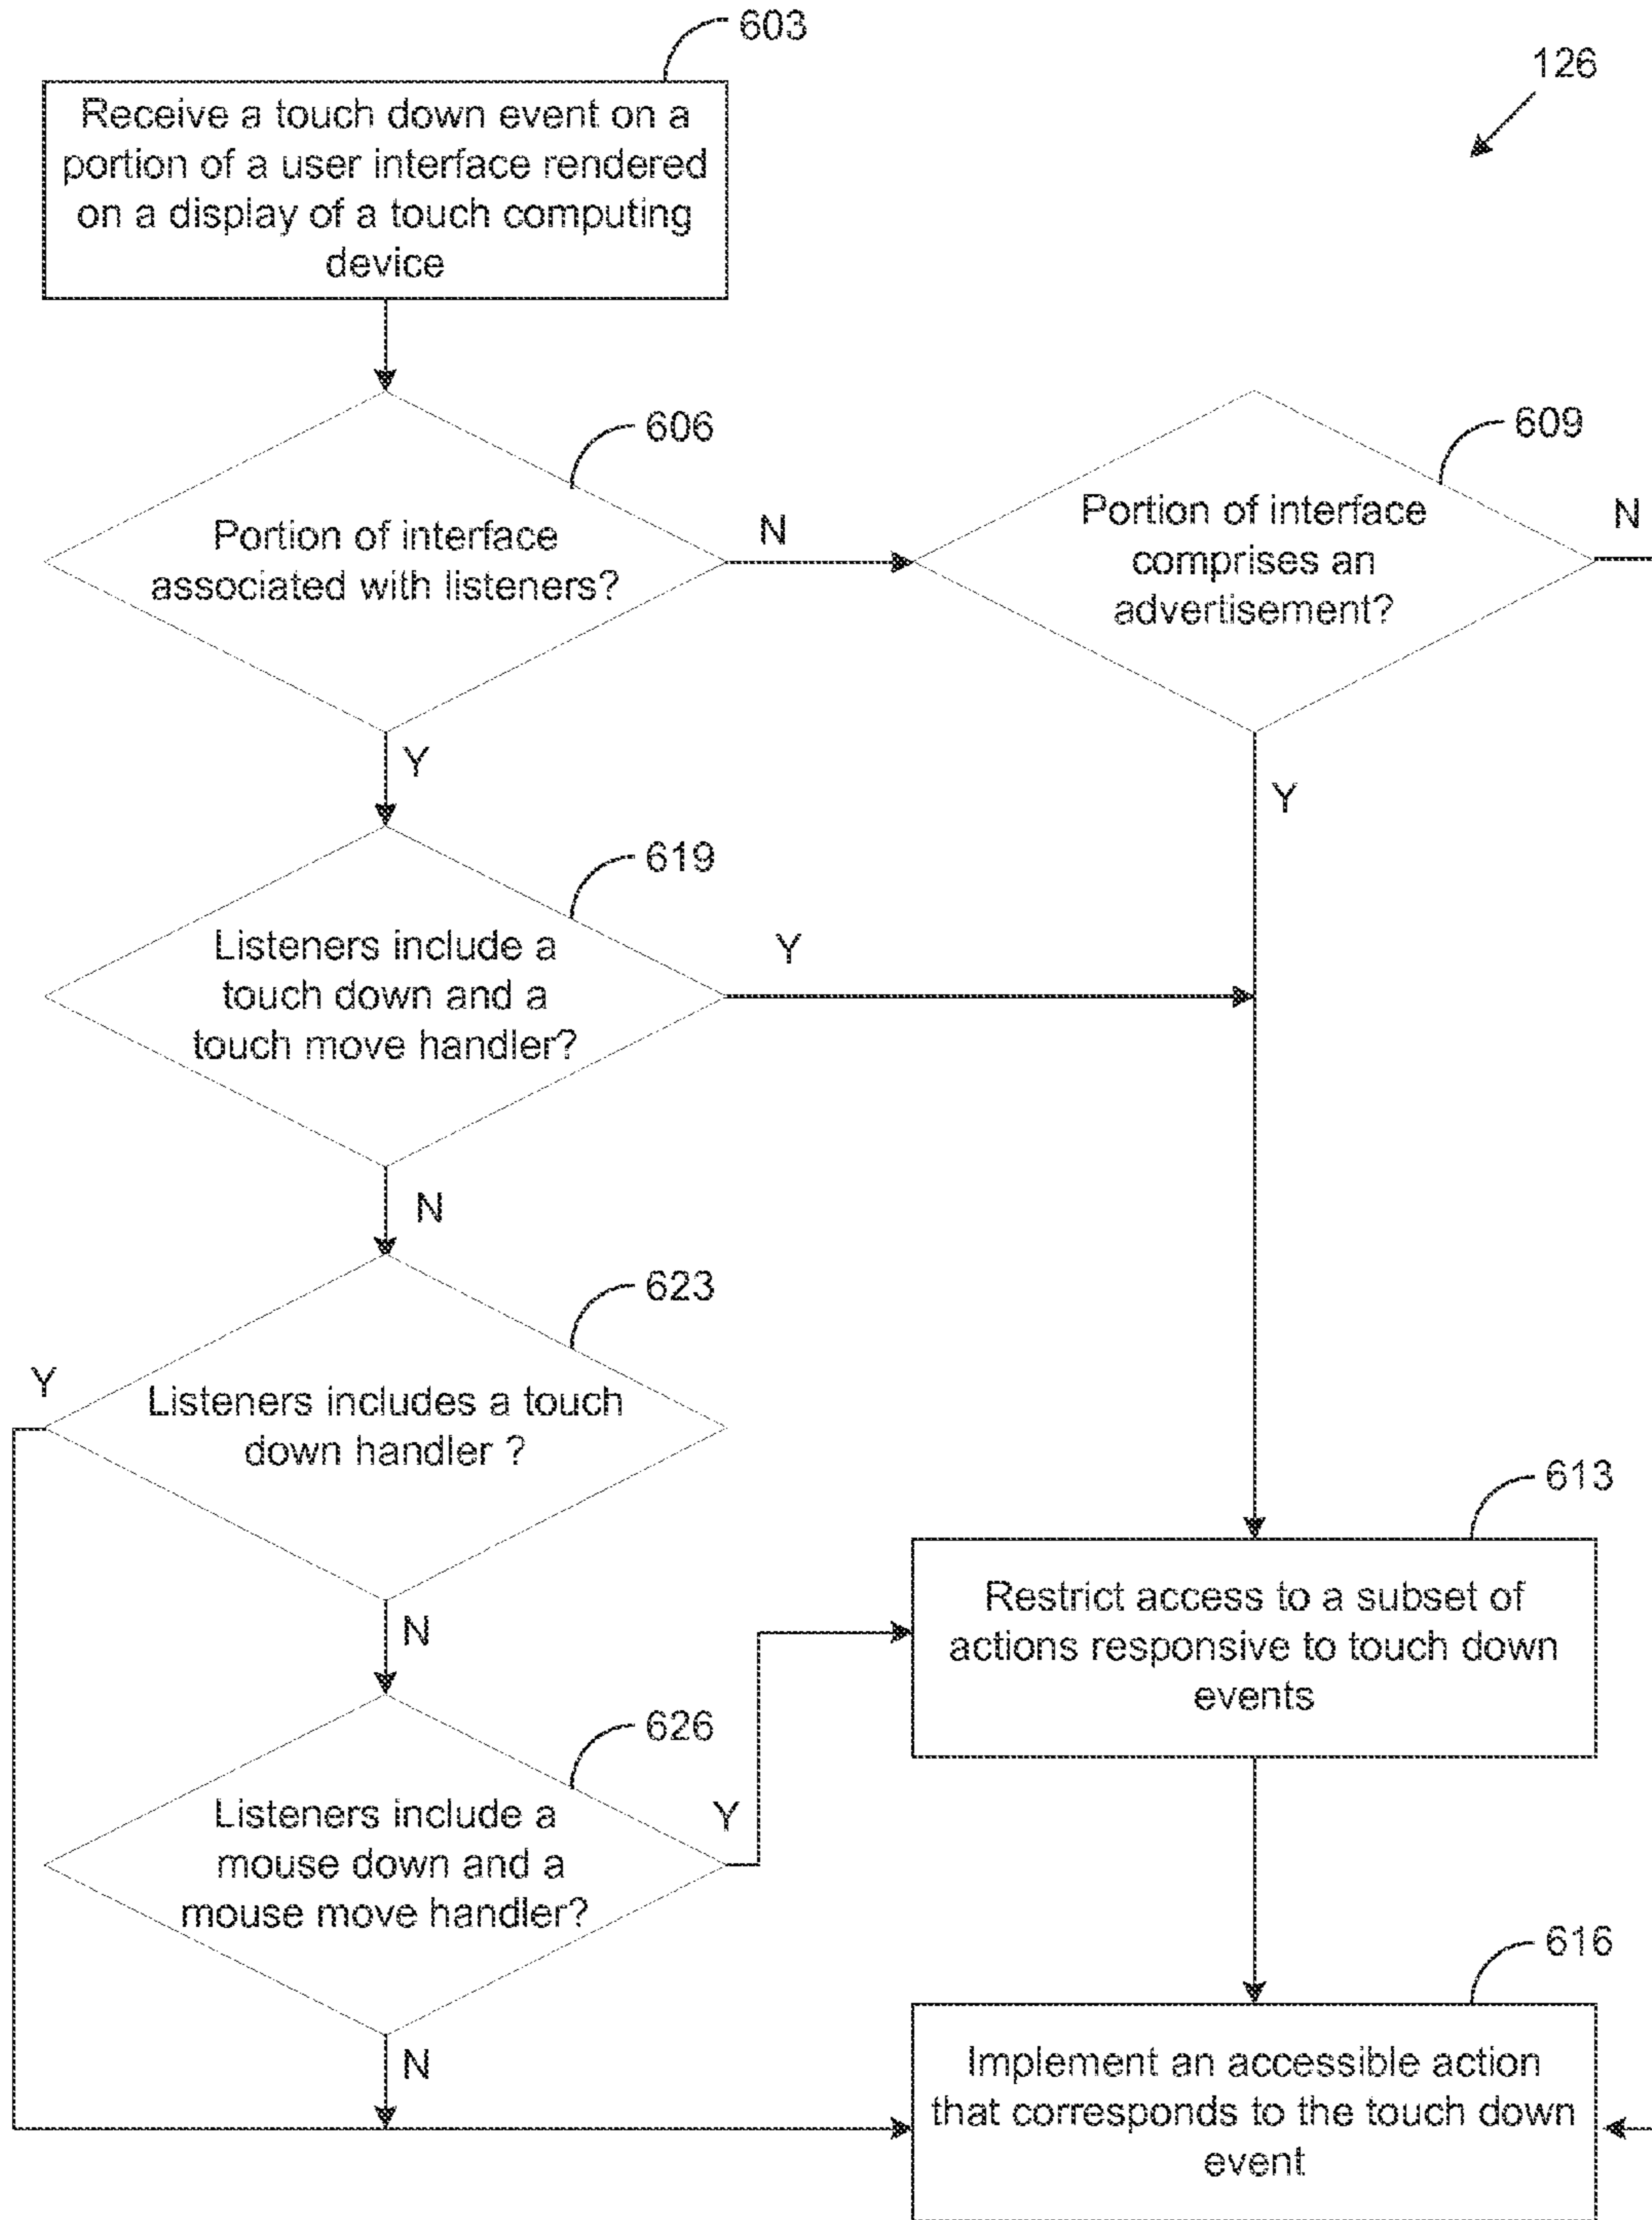 603
126
Receive a touch down event on a
portion of a user interface rendered
on a display of a touch computing
device
606
609
Portion of interface
associated with listeners?
N
Portion of interface
comprises an
advertisement?
N
Y
Y
619
Listeners include a
touch down and a
touch move handler?
Y
N
623
Y
Listeners includes a touch
down handler ?
N
613
Restrict access to a subset of
actions responsive to touch down
events
626
Listeners include a
mouse down and a
mouse move handler?
Y
N
616
Implement an accessible action
that corresponds to the touch down
event